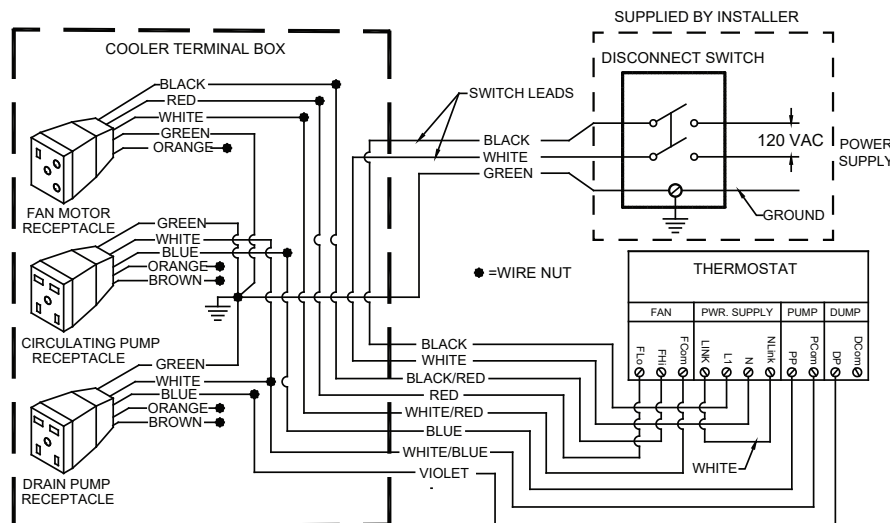 SUPPLIED BY INSTALLER
COOLER TERMINAL BOX
DISCONNECT SWITCH
BLACK
RED
WHITE
GREEN
ORANGE
FAN MOTOR
RECEPTACLE
SWITCH LEADS
BLACK
WHITE
GREEN
120 VAC
POWER
SUPPLY
GROUND
GREEN
WHITE
BLUE
ORANGE
BROWN
CIRCULATING PUMP
RECEPTACLE
=WIRE NUT
THERMOSTAT
FAN
PWR. SUPPLY
PUMP
DUMP
FLo
FHi
FCom
LINK
L1
N
NLink
PP
PCom
DP
DCom
GREEN
WHITE
BLUE
ORANGE
BROWN
DRAIN PUMP
RECEPTACLE
BLACK
WHITE
BLACK/RED
RED
WHITE/RED
BLUE
WHITE/BLUE
VIOLET
WHITE